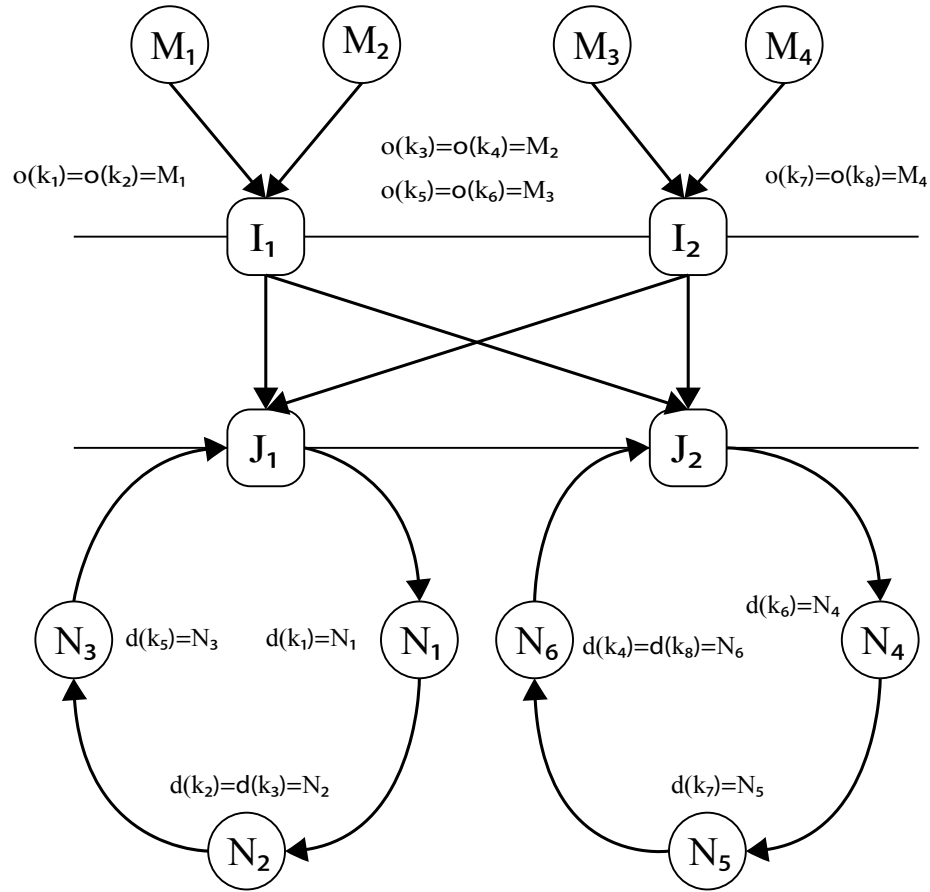 M₁ M₂ M₃ M₄
o(k₃)=o(k₄)=M₂
o(k₁)=o(k₂)=M₁
o(k₅)=o(k₆)=M₃
o(k₇)=o(k₈)=M₄
I₁ I₂
J₁ J₂
d(k₆)=N₄
N₃ d(k₅)=N₃ d(k₁)=N₁ N₁ N₆ d(k₄)=d(k₈)=N₆ N₄
d(k₂)=d(k₃)=N₂ d(k₇)=N₅
N₂ N₅